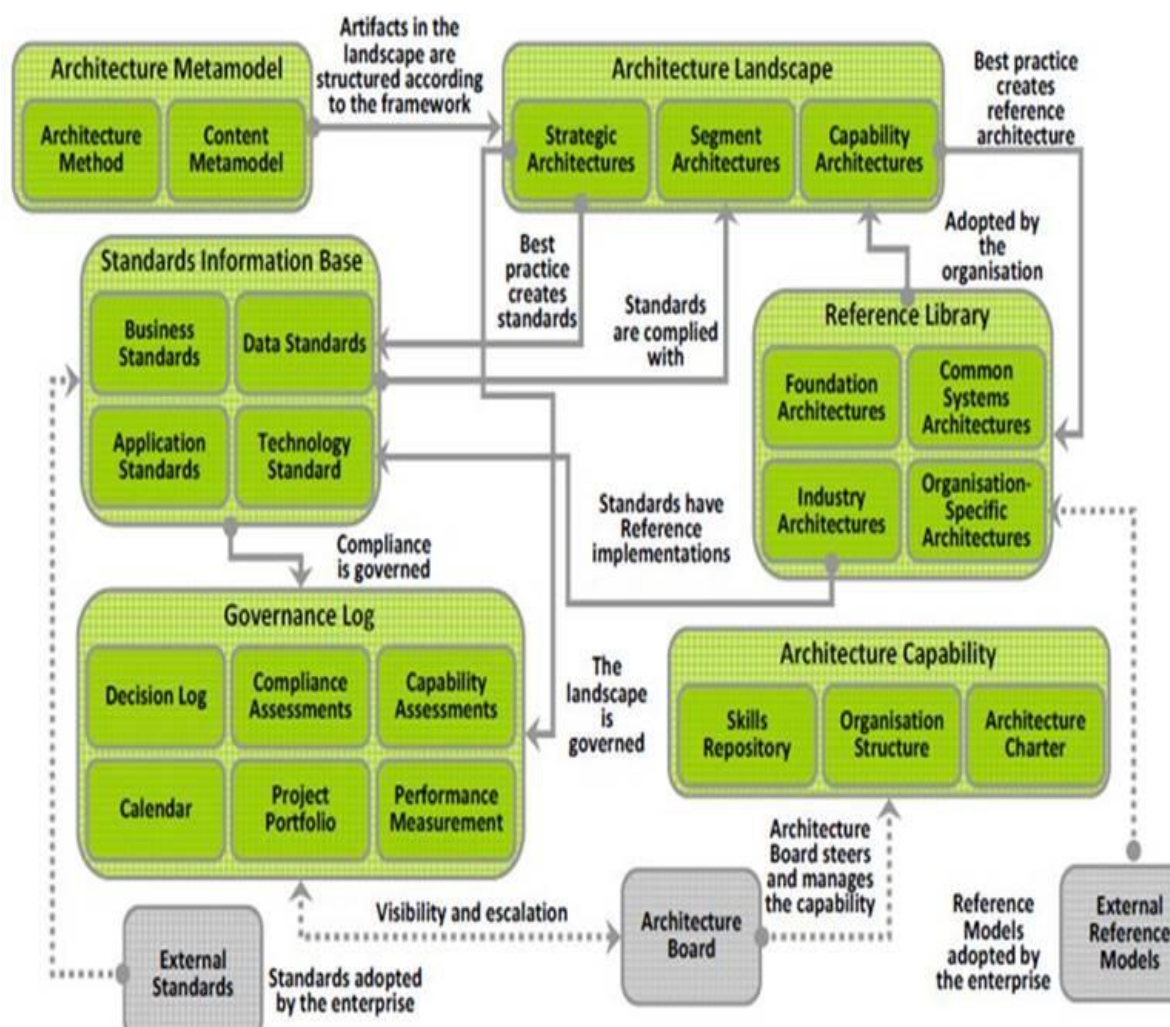 Artifacts in the
landscape are
structured according
to the framework
Architecture Metamodel
Architecture
Method
Content
Metamodel
Architecture Landscape
Strategic
Architectures
Segment
Architectures
Capability
Architectures
Best practice
creates
reference
architecture
Standards Information Base
Business
Standards
Data Standards
Application
Standards
Technology
Standard
Best
practice
creates
standards
Standards
are complied
with
Adopted by
the
organisation
Reference Library
Foundation
Architectures
Common
Systems
Architectures
Industry
Architectures
Organisation-
Specific
Architectures
Standards have
Reference
implementations
Compliance
is governed
Governance Log
Decision Log
Compliance
Assessments
Capability
Assessments
Calendar
Project
Portfolio
Performance
Measurement
The
landscape
is
governed
Architecture Capability
Skills
Repository
Organisation
Structure
Architecture
Charter
Architecture
Board steers
and manages
the capability
Visibility and escalation
Architecture
Board
External
Standards
Standards adopted
by the enterprise
Reference
Models
adopted by
the enterprise
External
Reference
Models